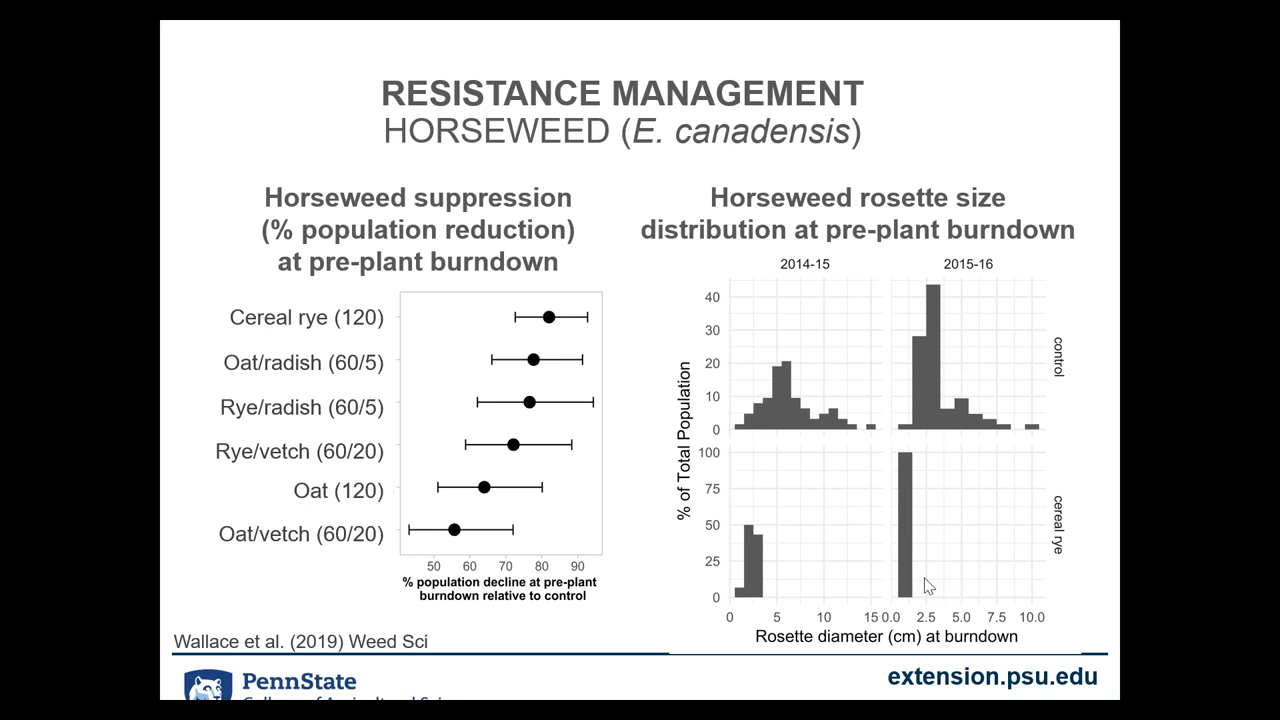 RESISTANCE MANAGEMENT
HORSEWEED (E. canadensis)
Horseweed suppression
(% population reduction)
at pre-plant burndown
Cereal rye (120)
Oat/radish (60/5)
Rye/radish (60/5)
Rye/vetch (60/20)
Oat (120)
Oat/vetch (60/20)
50 60 70 80 90
% population decline at pre-plant
burndown relative to control
Horseweed rosette size
distribution at pre-plant burndown
2014-15 2015-16
40
30
20
10
0
control
% of Total Population
100
75
50
25
0
cereal rye
0 5 10 15 0.0 2.5 5.0 7.5 10.0
Rosette diameter (cm) at burndown
Wallace et al. (2019) Weed Sci
PennState
extension.psu.edu